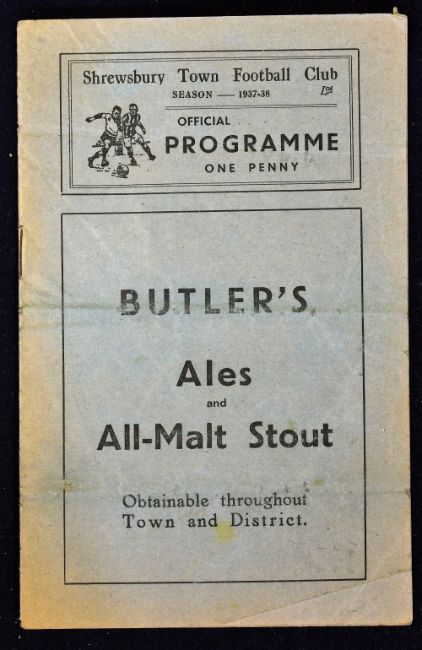 Shrewsbury Town Football Club
SEASON — 1937-38 Ltd
OFFICIAL
PROGRAMME
ONE PENNY
BUTLER'S
Ales
and
All-Malt Stout
Obtainable throughout
Town and District.